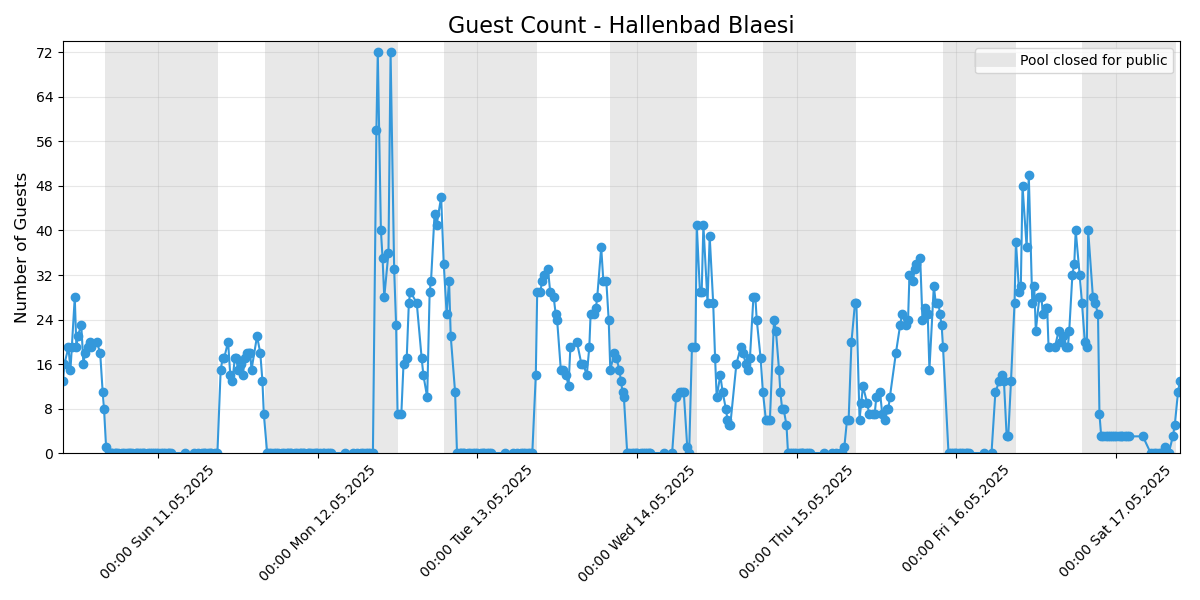 Guest Count - Hallenbad Blaesi
Pool closed for public
Number of Guests
72
64
56
48
40
32
24
16
8
0
00:00 Sun 11.05.2025
00:00 Mon 12.05.2025
00:00 Tue 13.05.2025
00:00 Wed 14.05.2025
00:00 Thu 15.05.2025
00:00 Fri 16.05.2025
00:00 Sat 17.05.2025